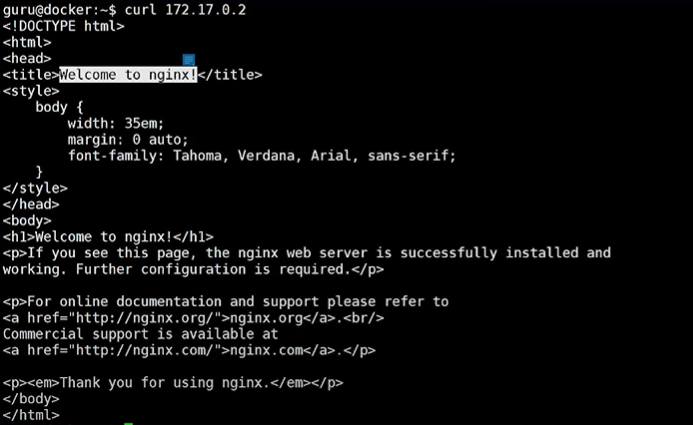 guru@docker:~$ curl 172.17.0.2
<!DOCTYPE html>
<html>
<head>
<title>Welcome to nginx!</title>
<style>
    body {
        width: 35em;
        margin: 0 auto;
        font-family: Tahoma, Verdana, Arial, sans-serif;
    }
</style>
</head>
<body>
<h1>Welcome to nginx!</h1>
<p>If you see this page, the nginx web server is successfully installed and
working. Further configuration is required.</p>

<p>For online documentation and support please refer to
<a href="http://nginx.org/">nginx.org</a>.<br/>
Commercial support is available at
<a href="http://nginx.com/">nginx.com</a>.</p>

<p><em>Thank you for using nginx.</em></p>
</body>
</html>